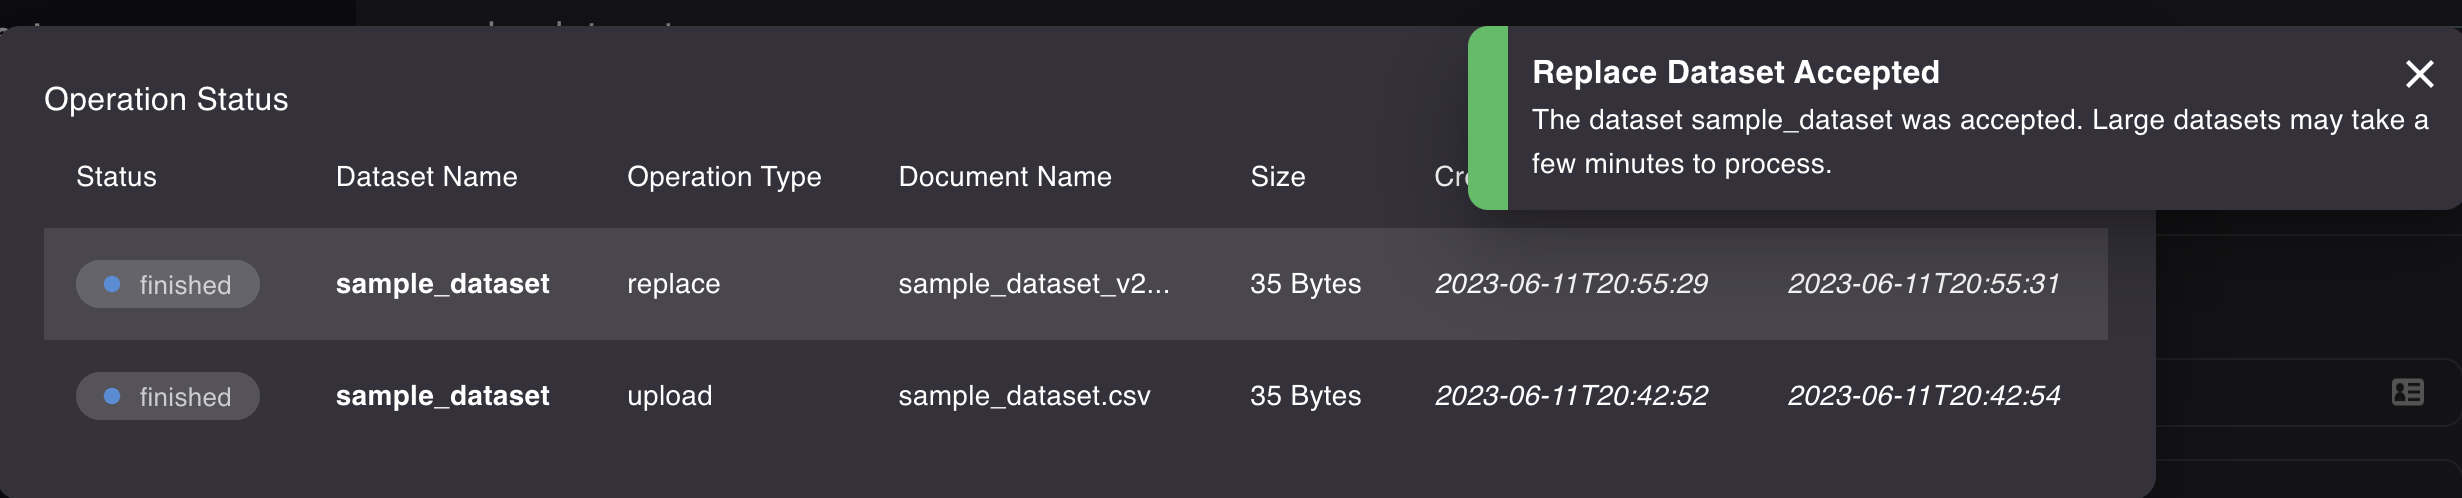 Operation Status
Replace Dataset Accepted
The dataset sample_dataset was accepted. Large datasets may take a
few minutes to process.
Status Dataset Name Operation Type Document Name Size
finished sample_dataset replace sample_dataset_v2... 35 Bytes 2023-06-11T20:55:29 2023-06-11T20:55:31
finished sample_dataset upload sample_dataset.csv 35 Bytes 2023-06-11T20:42:52 2023-06-11T20:42:54